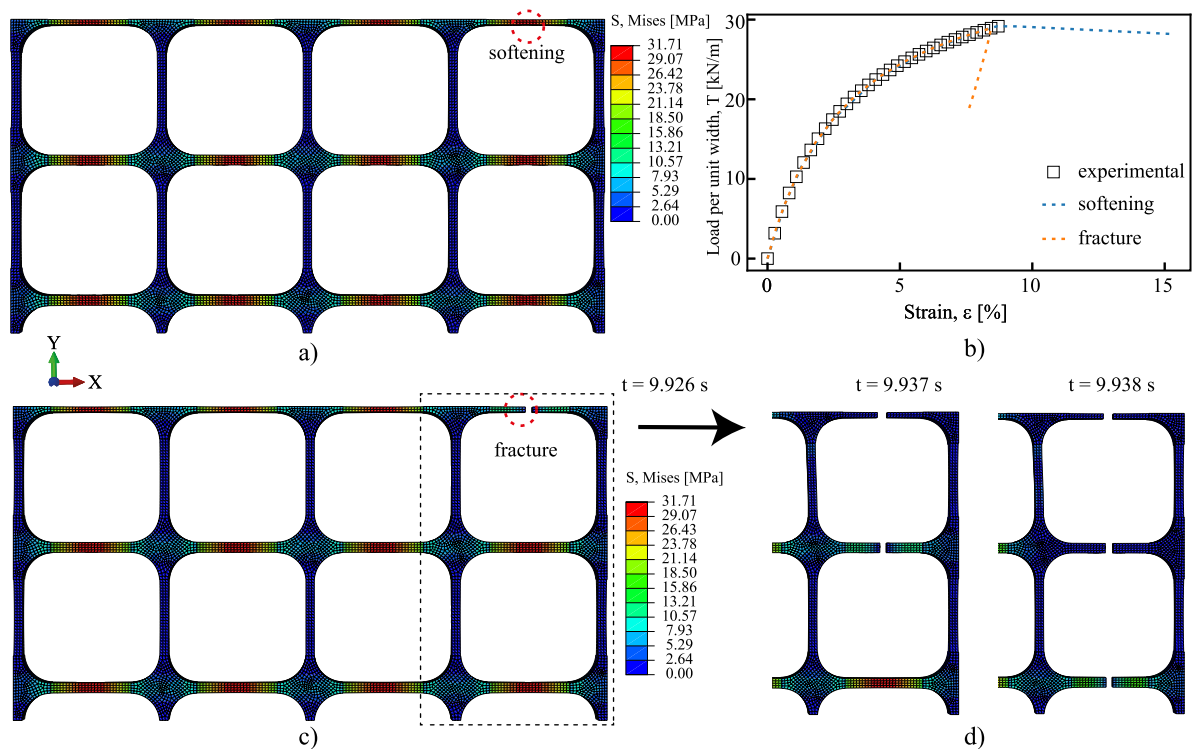 S, Mises [MPa]
31.71
29.07
26.42
23.78
21.14
18.50
15.86
13.21
10.57
7.93
5.29
2.64
0.00
softening
a)
Load per unit width, T [kN/m]
30
20
10
0
0
5
10
15
Strain, ε [%]
experimental
softening
fracture
b)
Y
X
fracture
c)
t = 9.926 s
S, Mises [MPa]
31.71
29.07
26.43
23.78
21.14
18.50
15.86
13.21
10.57
7.93
5.29
2.64
0.00
t = 9.937 s
t = 9.938 s
d)